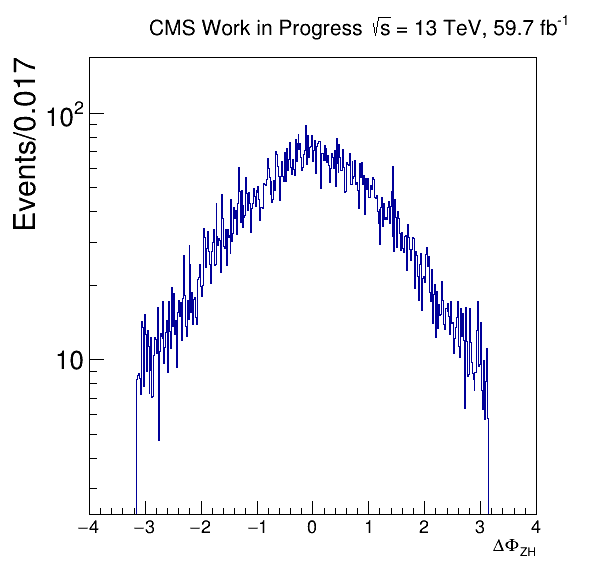 CMS Work in Progress √s = 13 TeV, 59.7 fb⁻¹
Events/0.017
10²
10
−4 −3 −2 −1 0 1 2 3 4
ΔΦ_ZH